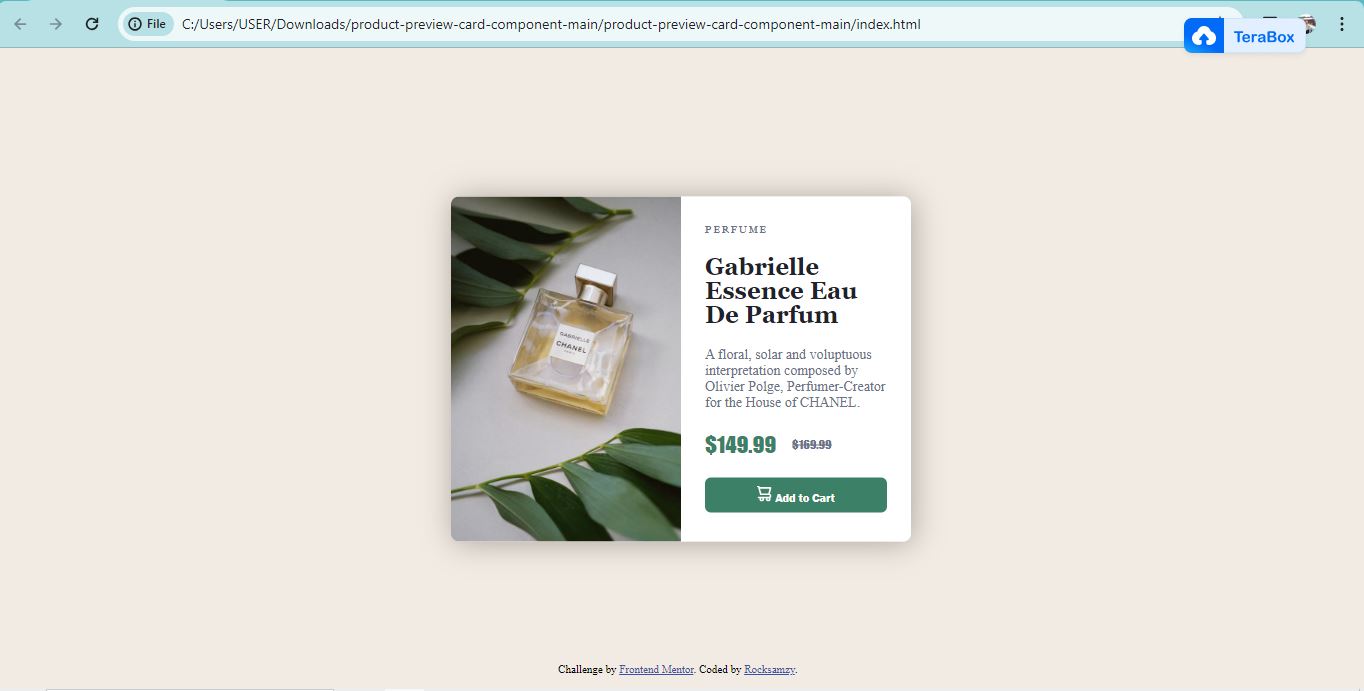 File C:/Users/USER/Downloads/product-preview-card-component-main/product-preview-card-component-main/index.html
TeraBox
PERFUME
Gabrielle
Essence Eau
De Parfum
A floral, solar and voluptuous
interpretation composed by
Olivier Polge, Perfumer-Creator
for the House of CHANEL.
$149.99 $169.99
Add to Cart
GABRIELLE
CHANEL
PARIS
Challenge by Frontend Mentor. Coded by Rocksamzy.